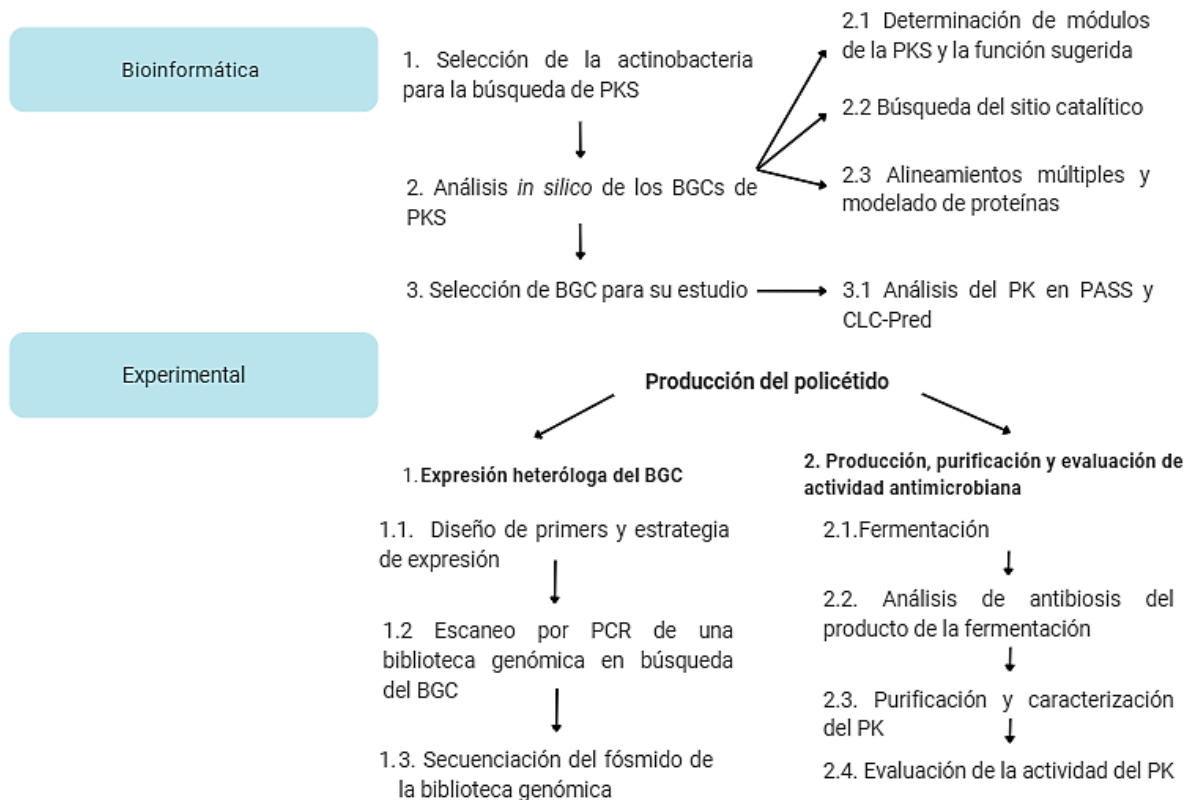 Bioinformática
1. Selección de la actinobacteria
para la búsqueda de PKS
2. Análisis in silico de los BGCs de
PKS
3. Selección de BGC para su estudio
2.1 Determinación de módulos
de la PKS y la función sugerida
2.2 Búsqueda del sitio catalítico
2.3 Alineamientos múltiples y
modelado de proteínas
3.1 Análisis del PK en PASS y
CLC-Pred
Experimental
Producción del policétido
1.Expresión heteróloga del BGC
1.1. Diseño de primers y estrategia
de expresión
1.2 Escaneo por PCR de una
biblioteca genómica en búsqueda
del BGC
1.3. Secuenciación del fósmido de
la biblioteca genómica
2. Producción, purificación y evaluación de
actividad antimicrobiana
2.1.Fermentación
2.2. Análisis de antibiosis del
producto de la fermentación
2.3. Purificación y caracterización
del PK
2.4. Evaluación de la actividad del PK